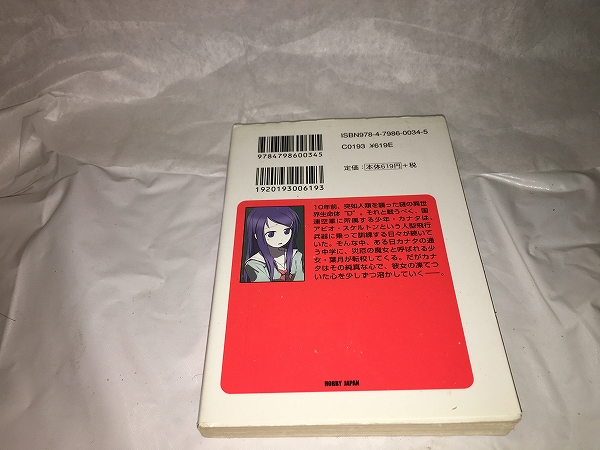 ISBN978-4-7986-0034-5
C0193 ¥619E
定価：本体619円+税
9784798600345
1920193006193
10年前、突如人類を襲った謎の異世
界生命体“D”。それと戦うべく、国
連空軍に所属する少年・カナタは、
アビオ・スケルトンという人型飛行
兵器に乗って訓練する日々が続いて
いた。そんな中、ある日カナタの通
う中学に、災厄の魔女と呼ばれる少
女・葉月が転校してくる。だがカナ
タはその純真な心で、彼女の凍てつ
いた心を少しずつ溶かしていく――。
HOBBY JAPAN